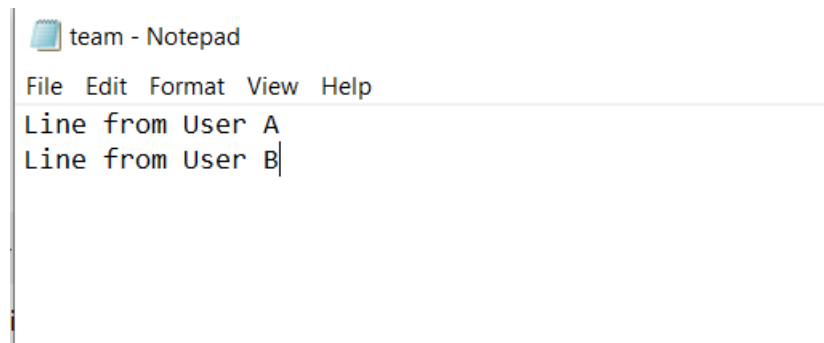 team - Notepad
File Edit Format View Help
Line from User A
Line from User B